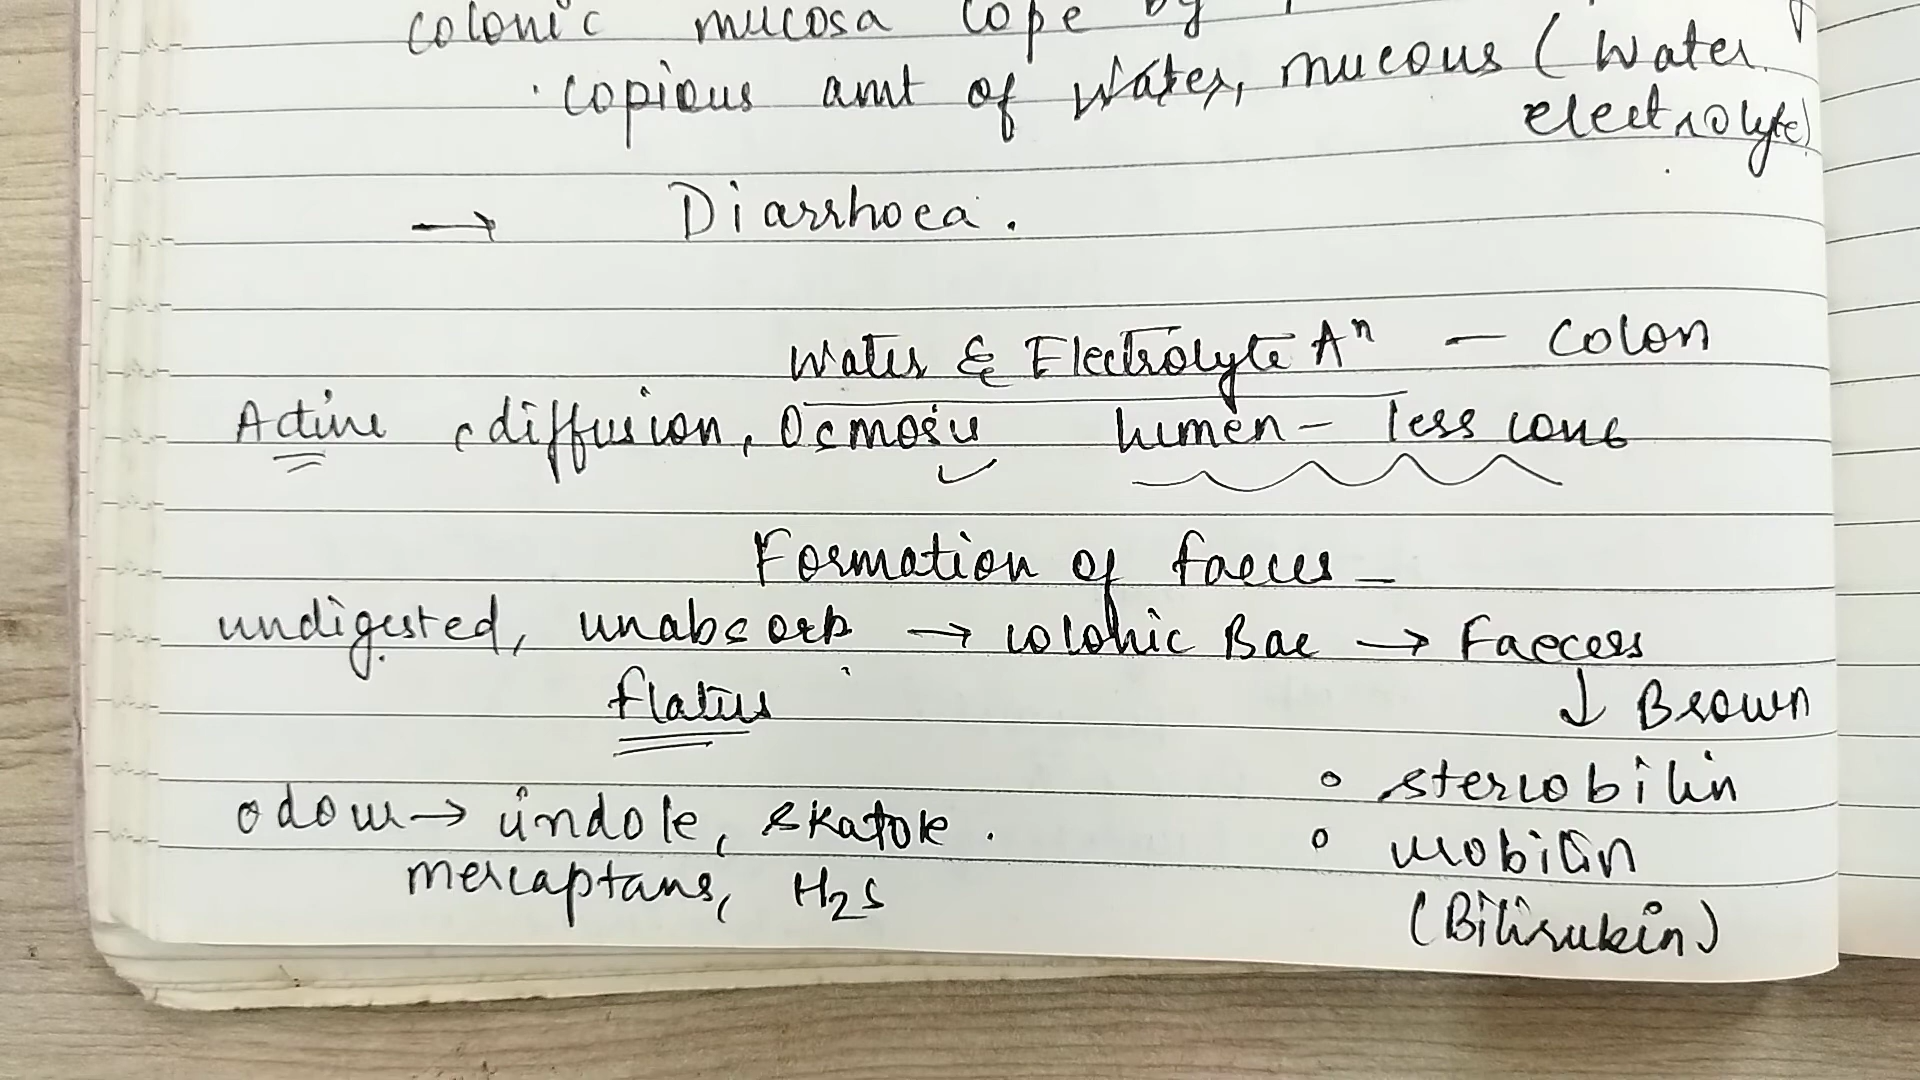 colonic mucosa cope by
copious amt of water, mucous (water
electrolyte)
→ Diarrhoea.
Water & Electrolyte Aⁿ — Colon
Active diffusion, Osmosis lumen – less conc
Formation of faeces –
undigested, unabsorb → colonic Bac → Faecess
flatus ↓ Brown
• stercobilin
odour → indole, skatole.
• urobilin
mercaptans, H2S
(Bilirubin)